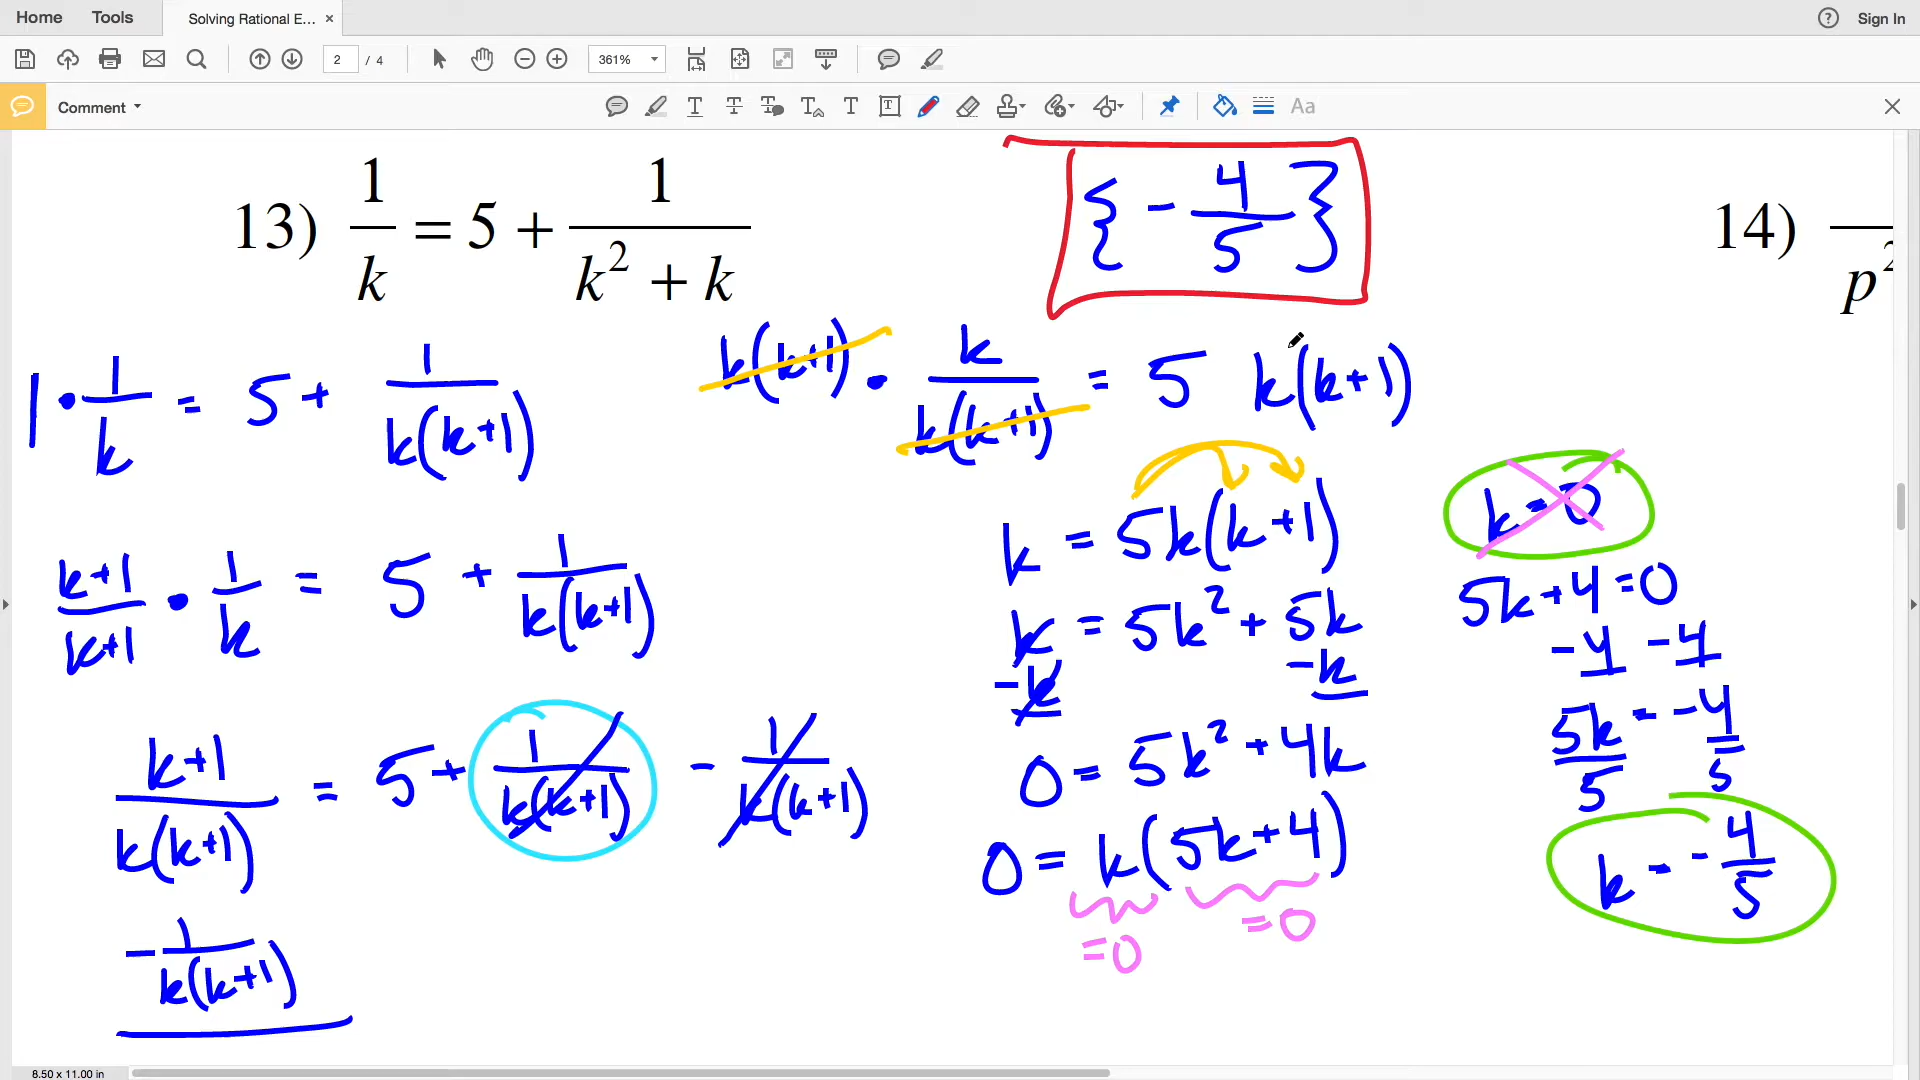 Home Tools Solving Rational E... × Sign In
2 / 4 361%
Comment Aa
13) 1/k = 5 + 1/(k² + k)
{ - 4/5 }
14) p²
1 · 1/k = 5 + 1/k(k+1)
k+1/k+1 · 1/k = 5 + 1/k(k+1)
k+1/k(k+1) = 5 + 1/k(k+1) - 1/k(k+1)
- 1/k(k+1)
k(k+1) · k/k(k+1) = 5 k(k+1)
k = 5k(k+1)
k = 5k² + 5k
-k -k
0 = 5k² + 4k
0 = k(5k+4)
=0 =0
k=0
5k+4=0
-4 -4
5k/5 = -4/5
k = - 4/5
8.50 x 11.00 in